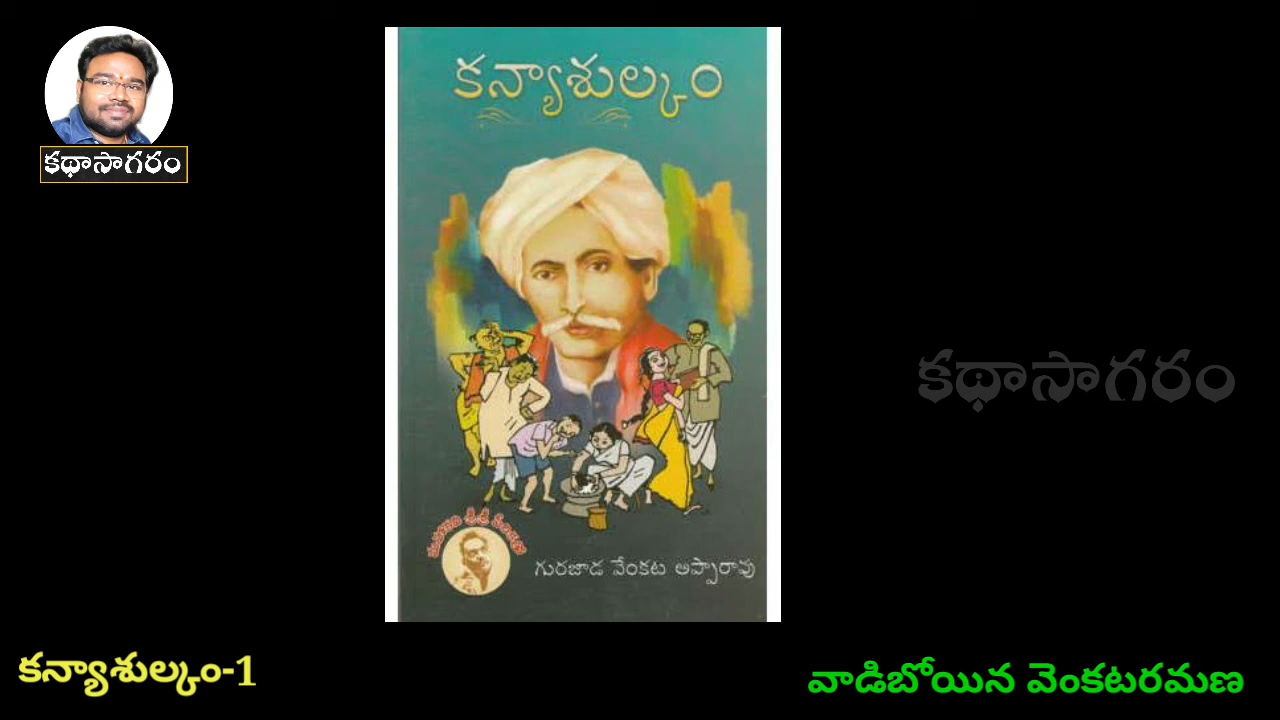 కన్యాశుల్కం
కథాసాగరం
కథాసాగరం
గురజాడ వేంకట అప్పారావు
కన్యాశుల్కం-1
వాడిబోయిన వెంకటరమణ